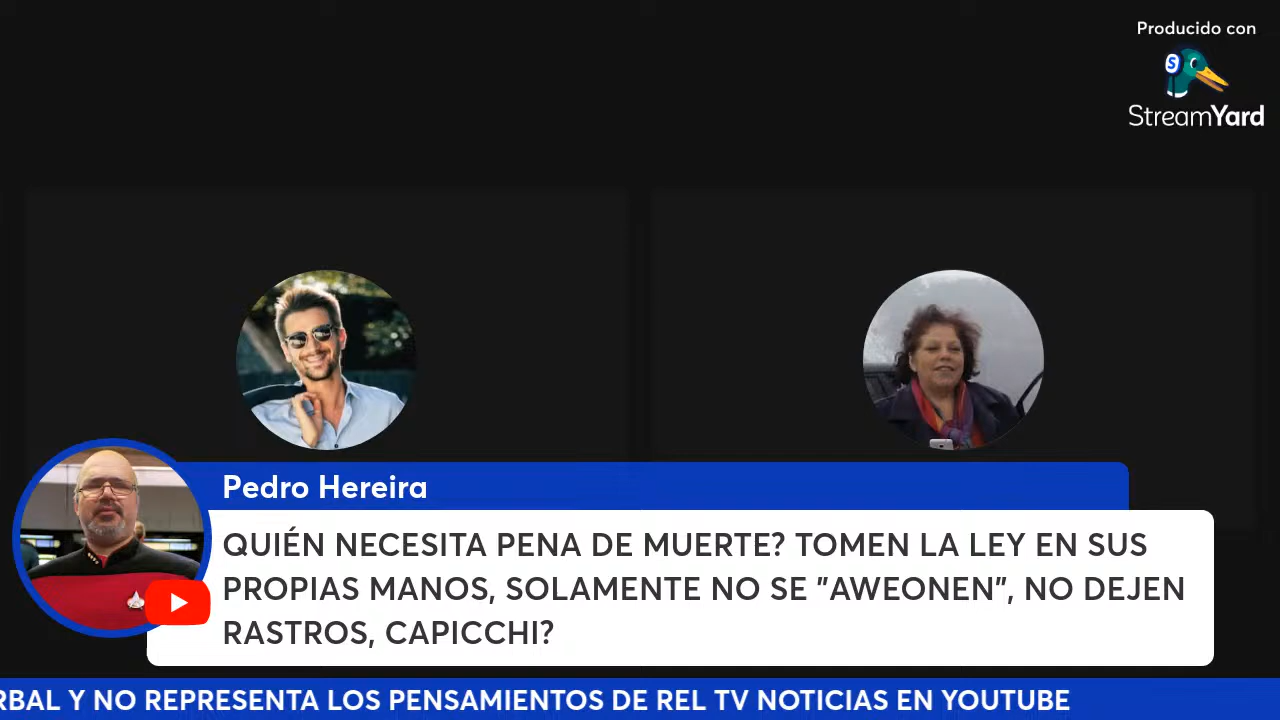 Producido con
S
StreamYard
Pedro Hereira
QUIÉN NECESITA PENA DE MUERTE? TOMEN LA LEY EN SUS
PROPIAS MANOS, SOLAMENTE NO SE "AWEONEN", NO DEJEN
RASTROS, CAPICCHI?
RBAL Y NO REPRESENTA LOS PENSAMIENTOS DE REL TV NOTICIAS EN YOUTUBE